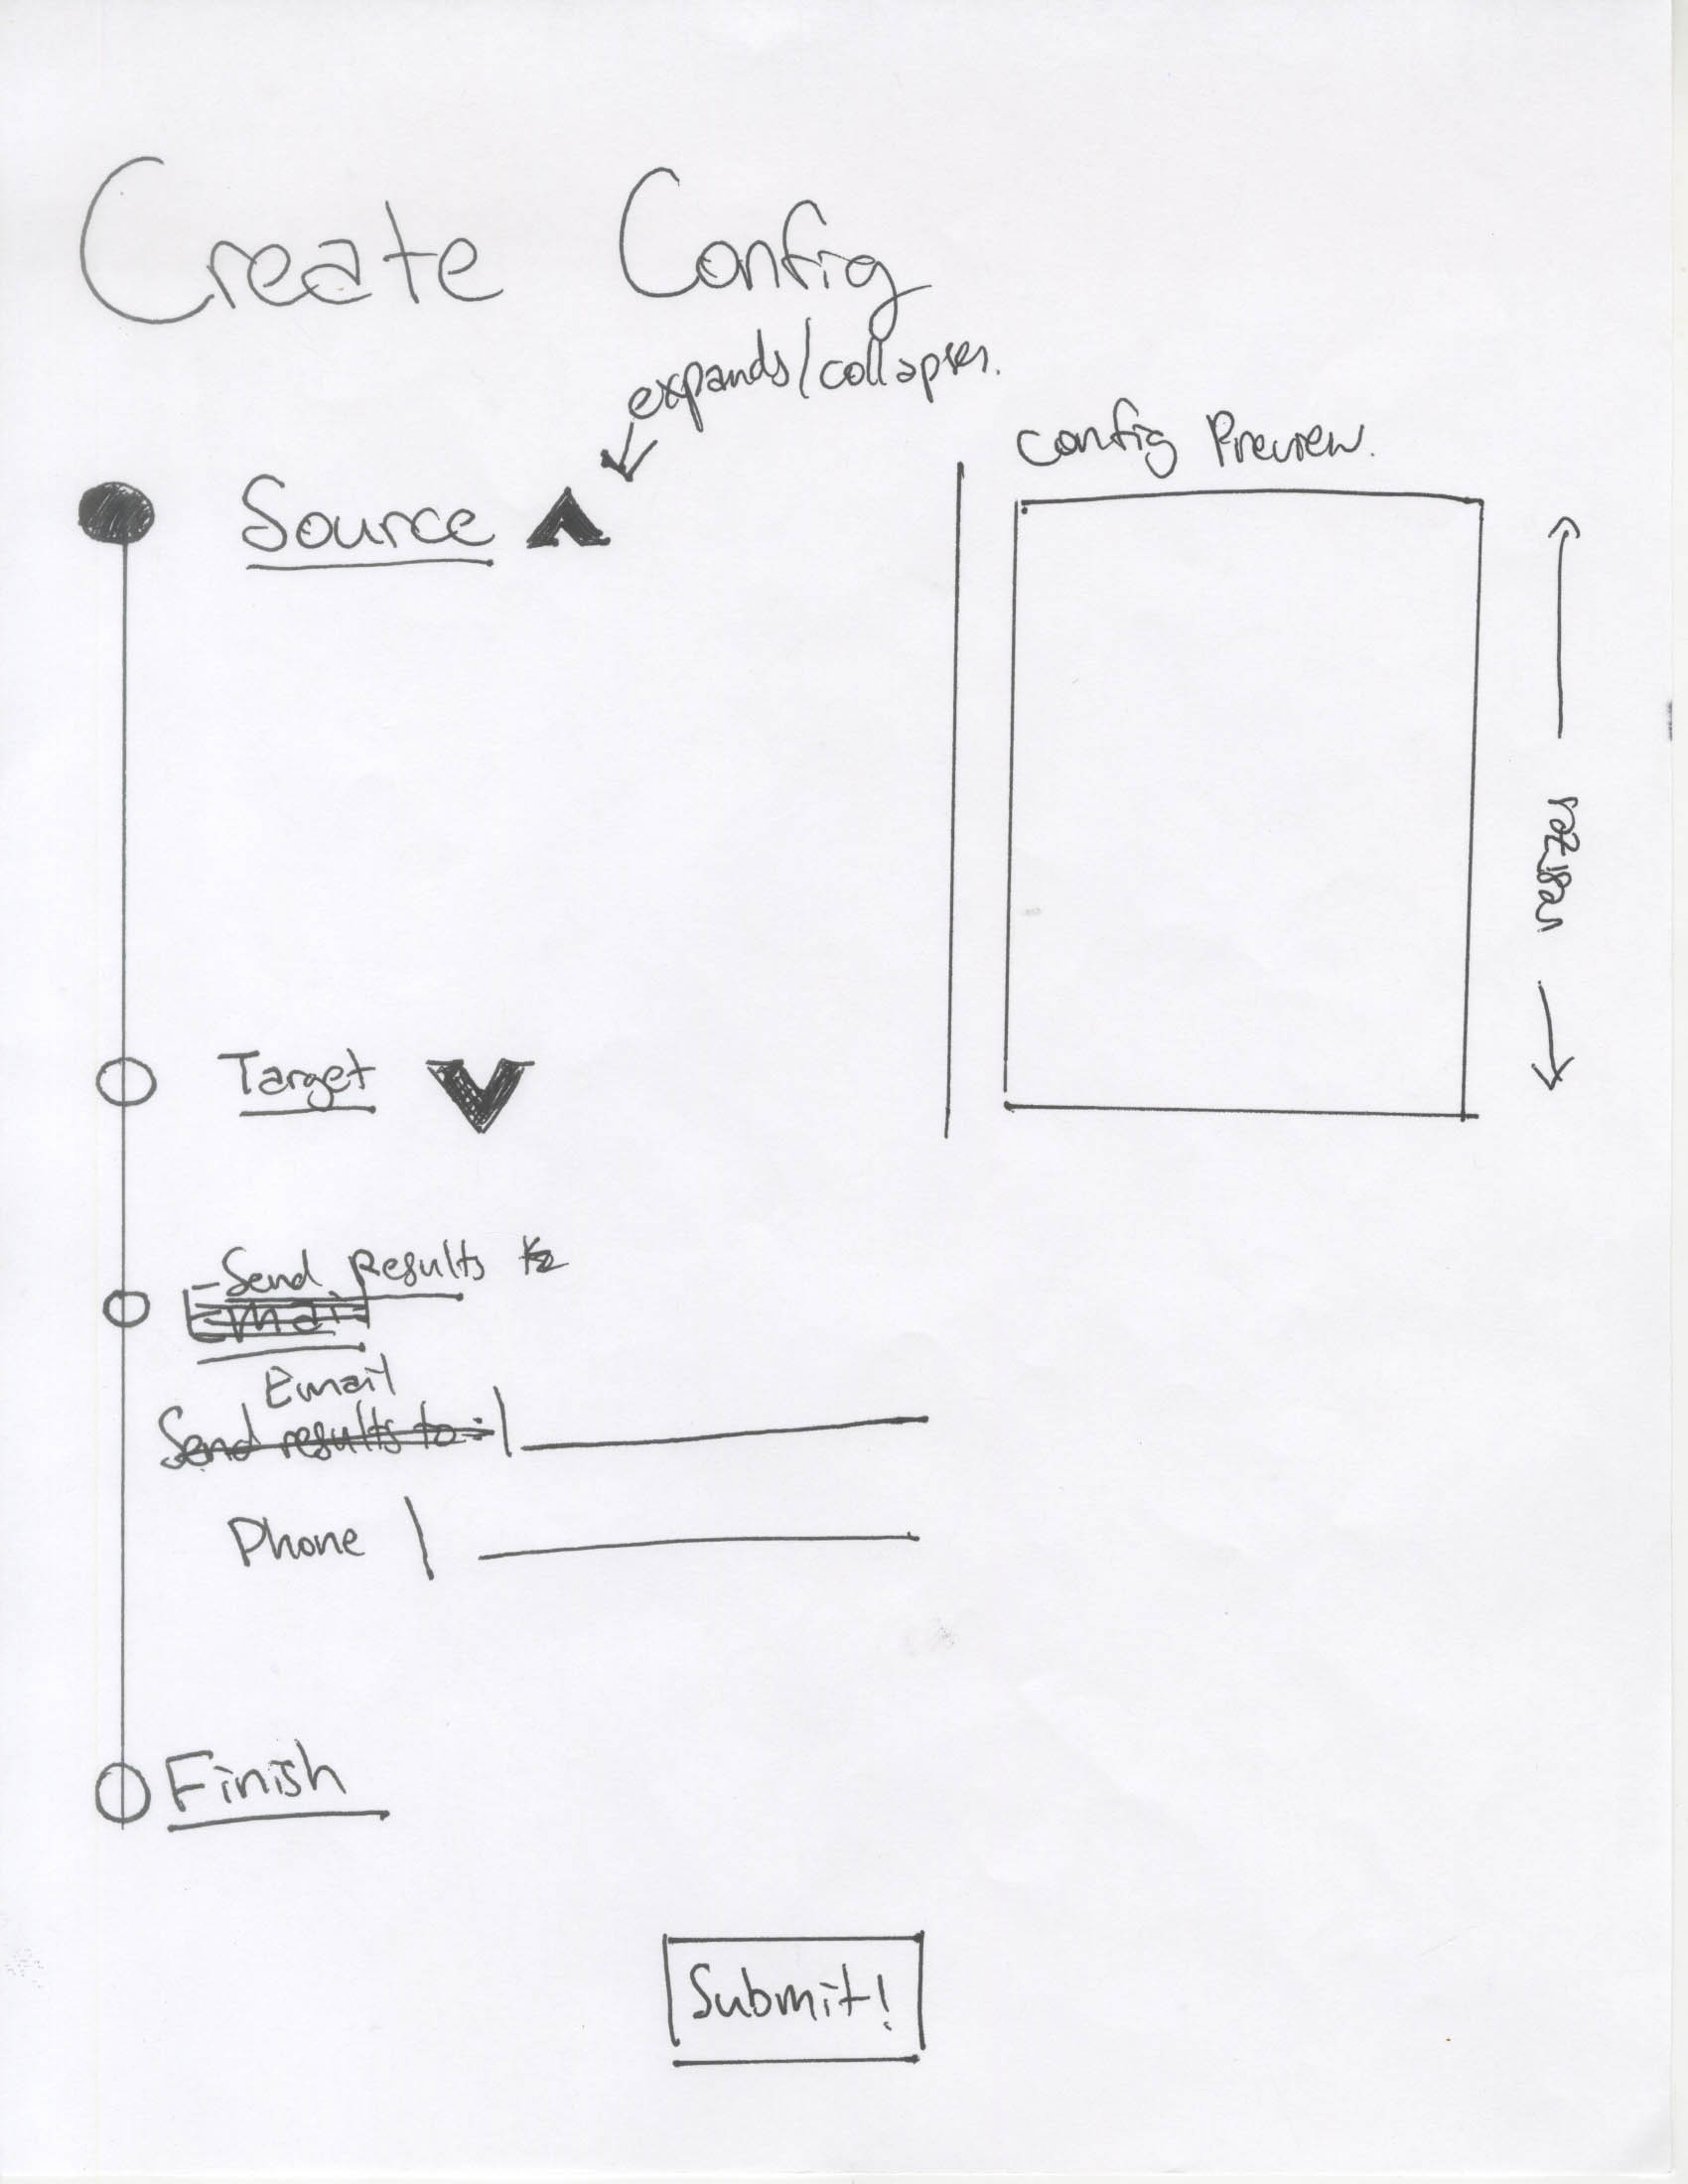 Create Config
expands/collapses.
Config Preview.
Source
resizes
Target
Send results to
Email
Email
Send results to :
Phone
Finish
Submit!